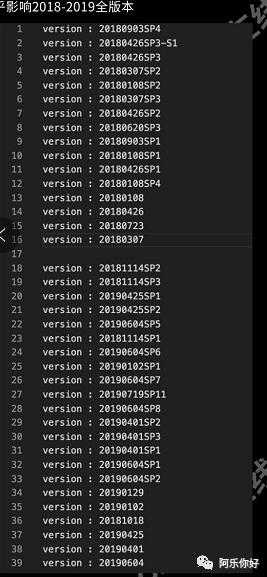 影响2018-2019全版本
1 version : 20180903SP4
2 version : 20180426SP3-S1
3 version : 20180426SP3
4 version : 20180307SP2
5 version : 20180108SP2
6 version : 20180307SP3
7 version : 20180426SP2
8 version : 20180620SP3
9 version : 20180903SP1
10 version : 20180108SP1
11 version : 20180426SP1
12 version : 20180108SP4
13 version : 20180108
14 version : 20180426
15 version : 20180723
16 version : 20180307
17
18 version : 20181114SP2
19 version : 20181114SP3
20 version : 20190425SP1
21 version : 20190425SP2
22 version : 20190604SP5
23 version : 20181114SP1
24 version : 20190604SP6
25 version : 20190102SP1
26 version : 20190604SP7
27 version : 20190719SP11
28 version : 20190604SP8
29 version : 20190401SP2
30 version : 20190401SP3
31 version : 20190401SP1
32 version : 20190604SP1
33 version : 20190604SP2
34 version : 20190129
35 version : 20190102
36 version : 20181018
37 version : 20190425
38 version : 20190401
39 version : 20190604
阿乐你好